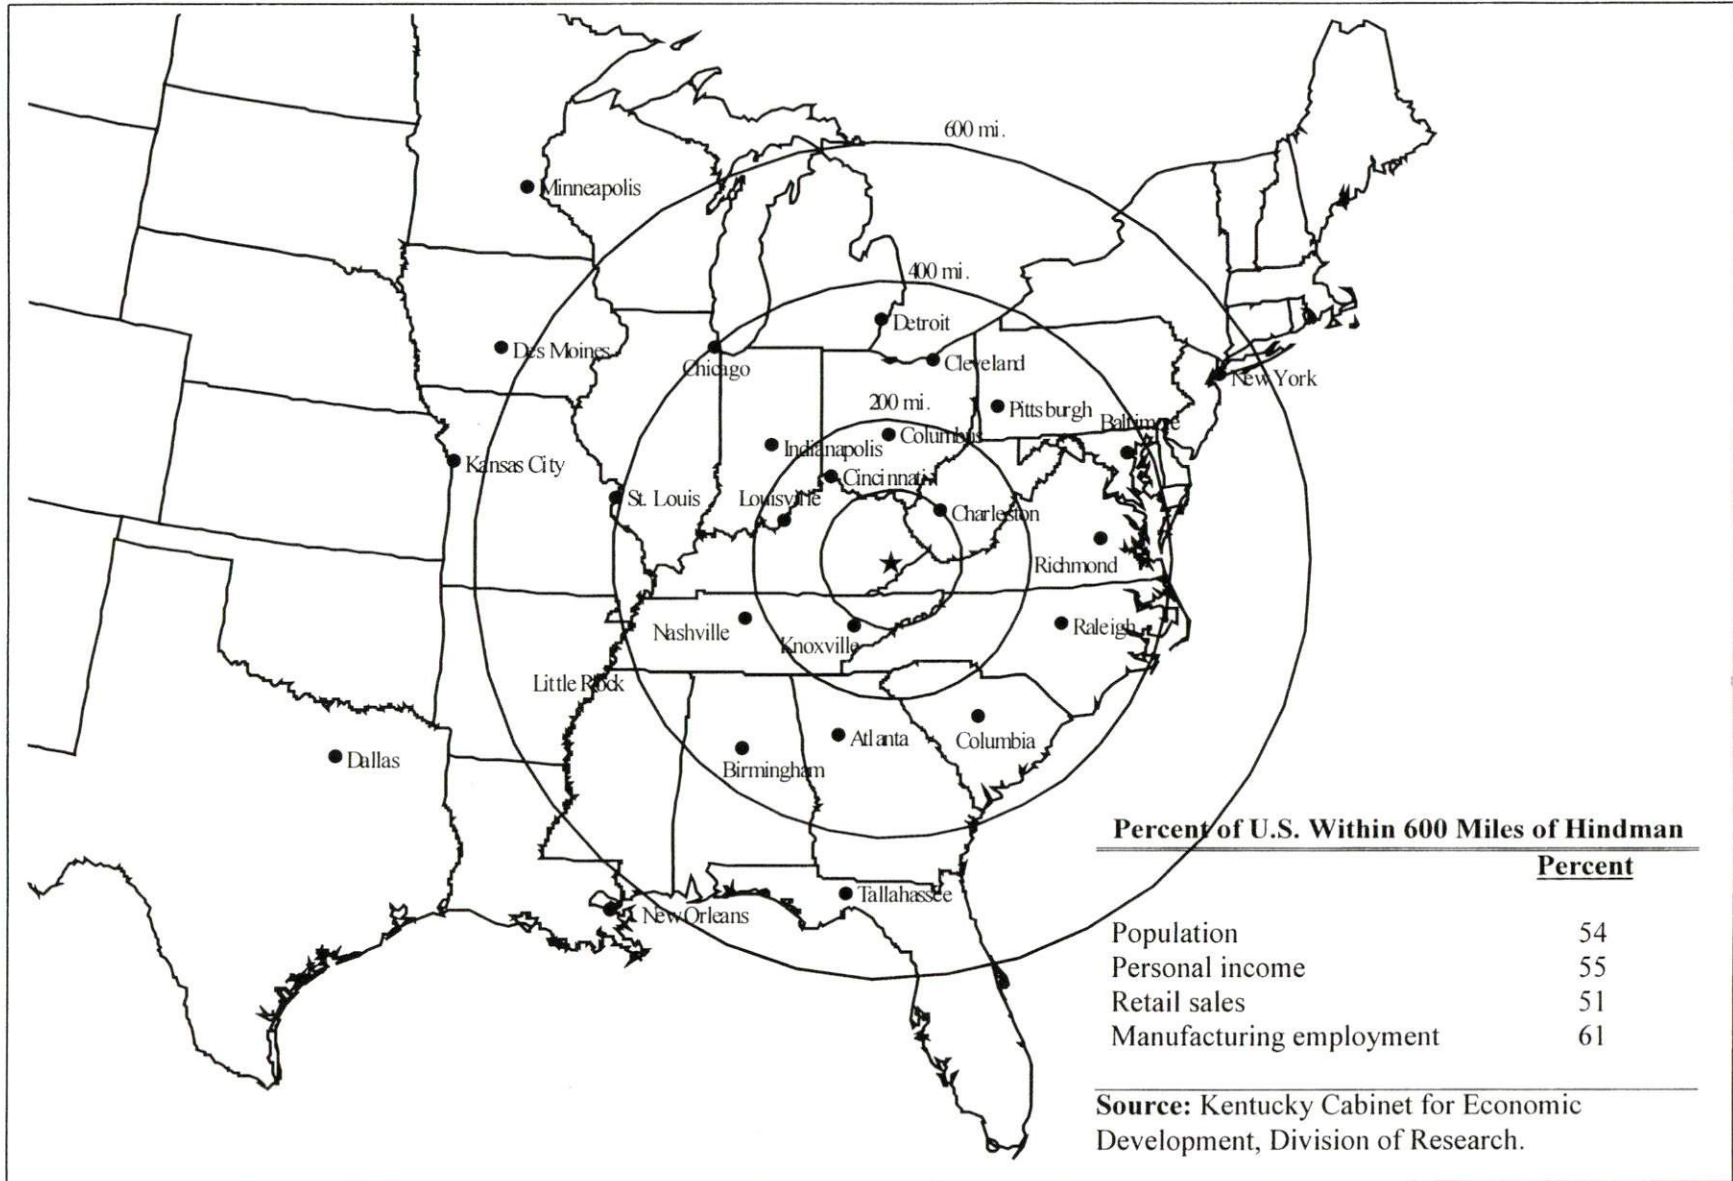 600 mi.
Minneapolis
400 mi.
Detroit
Des Moines
Chicago
Cleveland
New York
200 mi.
Pittsburgh
Baltimore
Columbus
Indianapolis
Kansas City
Cincinnati
St. Louis
Louisville
Charleston
Richmond
Nashville
Knoxville
Raleigh
Little Rock
Atlanta
Columbia
Dallas
Birmingham
Tallahassee
New Orleans
Percent of U.S. Within 600 Miles of Hindman
Percent
Population 54
Personal income 55
Retail sales 51
Manufacturing employment 61
Source: Kentucky Cabinet for Economic
Development, Division of Research.